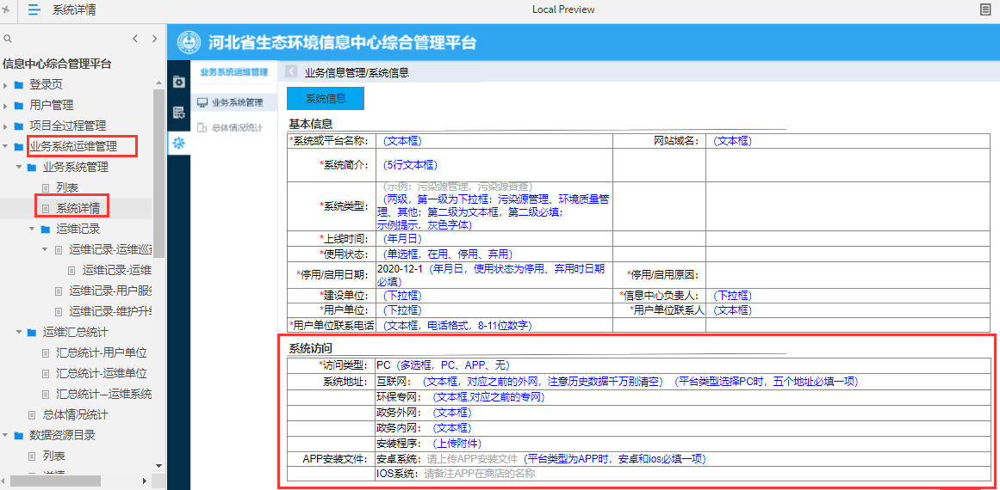 系统详情
Local Preview
信息中心综合管理平台
登录页
用户管理
项目全过程管理
业务系统运维管理
业务系统管理
列表
系统详情
运维记录
运维记录-运维巡
运维记录-运维
运维记录-用户服
运维记录-维护升
运维汇总统计
汇总统计-用户单位
汇总统计-运维单位
汇总统计—运维系统
总体情况统计
数据资源目录
列表
河北省生态环境信息中心综合管理平台
业务系统运维管理
业务系统管理
总体情况统计
业务信息管理/系统信息
系统信息
基本信息
*系统或平台名称： （文本框） 网站域名： （文本框）
*系统简介： （5行文本框）
*系统类型： （示例：污染源管理，污染源普查）
（两级，第一级为下拉框：污染源管理、环境质量管
理、其他；第二级为文本框，第二级必填；
示例提示，灰色字体）
*上线时间： （年月日）
*使用状态： （单选框，在用、停用、弃用）
*停用/启用日期： 2020-12-1（年月日，使用状态为停用、弃用时日期
必填） *停用/启用原因：
*建设单位： （下拉框） *信息中心负责人： （下拉框）
*用户单位： （下拉框） *用户单位联系人 （文本框）
*用户单位联系电话 （文本框，电话格式，8-11位数字）
系统访问
*访问类型： PC（多选框，PC、APP、无）
系统地址： 互联网：（文本框，对应之前的外网，注意历史数据千万别清空）（平台类型选择PC时，五个地址必填一项）
环保专网：（文本框,对应之前的专网）
政务外网：（文本框）
政务内网：（文本框）
安装程序：（上传附件）
APP安装文件： 安卓系统：请上传APP安装文件（平台类型为APP时，安卓和ios必填一项）
IOS系统：请备注APP在商店的名称